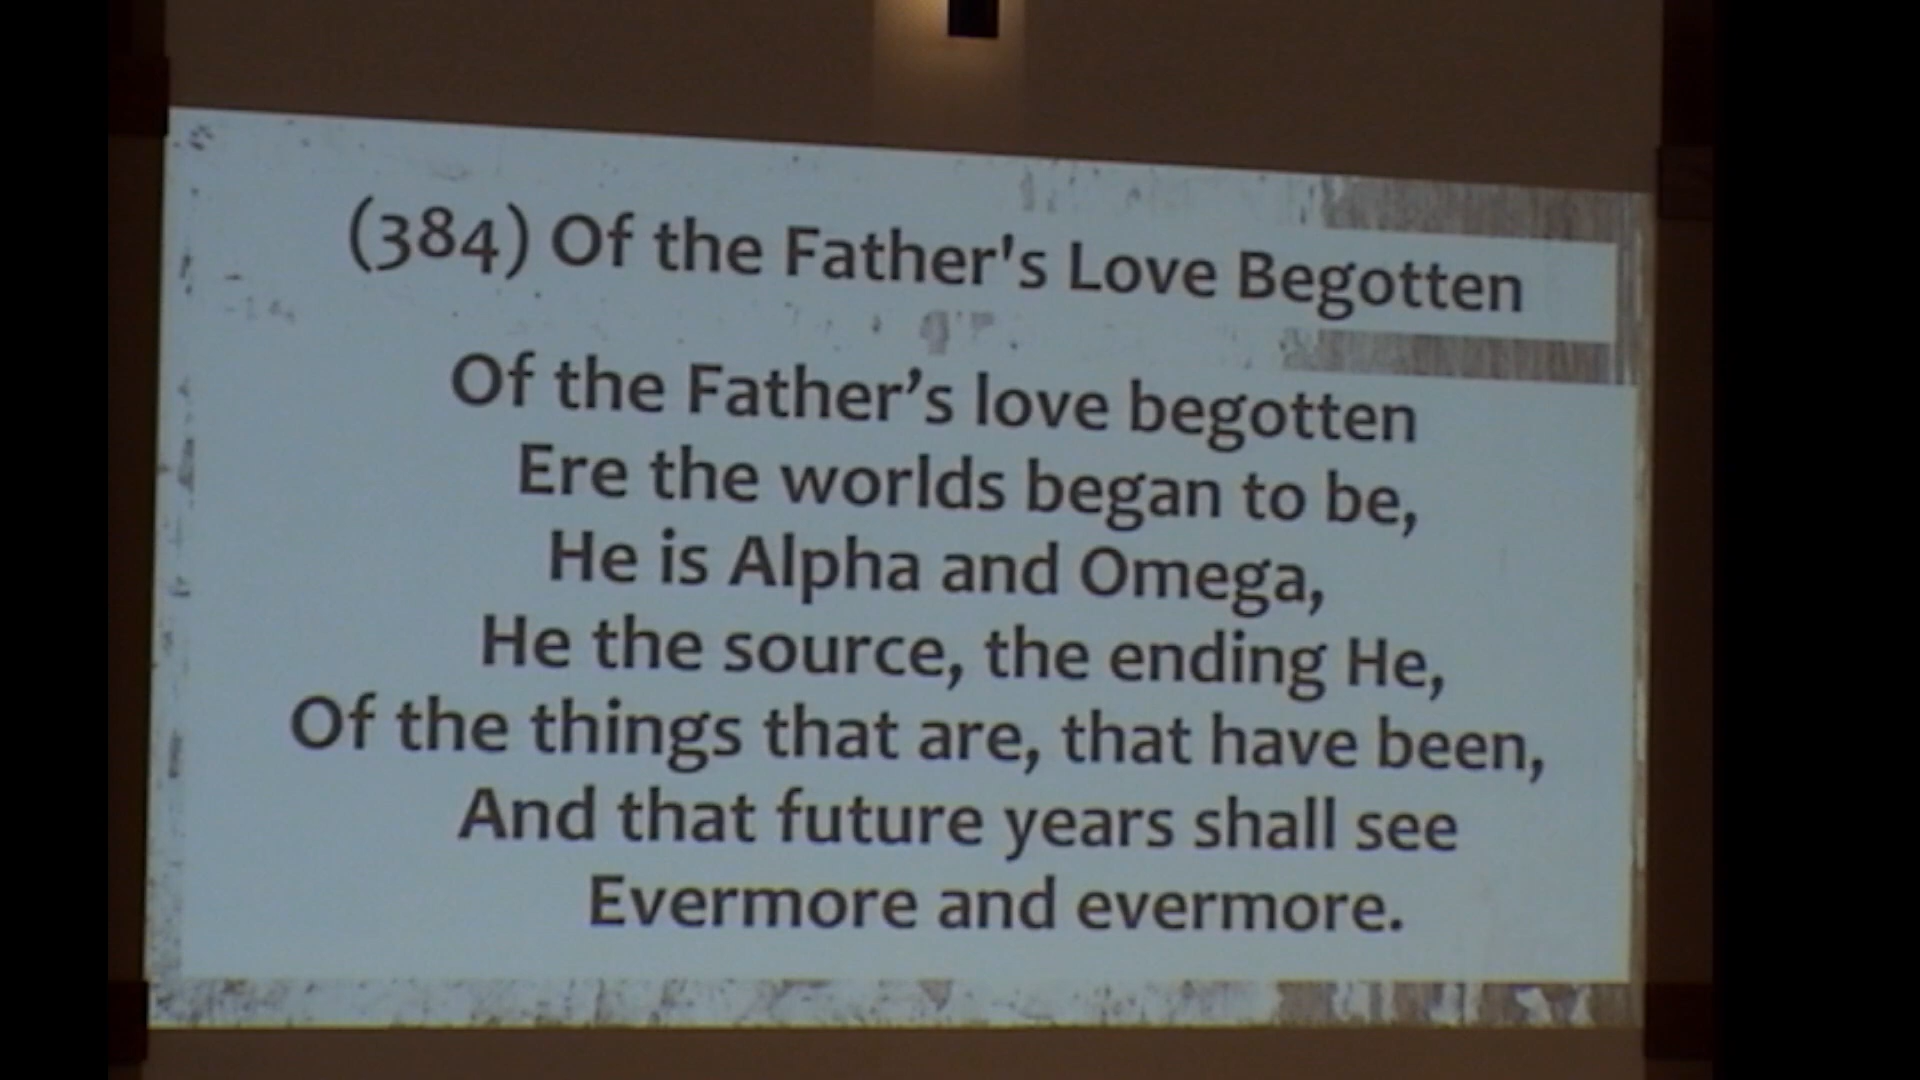 (384) Of the Father's Love Begotten
Of the Father’s love begotten
Ere the worlds began to be,
He is Alpha and Omega,
He the source, the ending He,
Of the things that are, that have been,
And that future years shall see
Evermore and evermore.